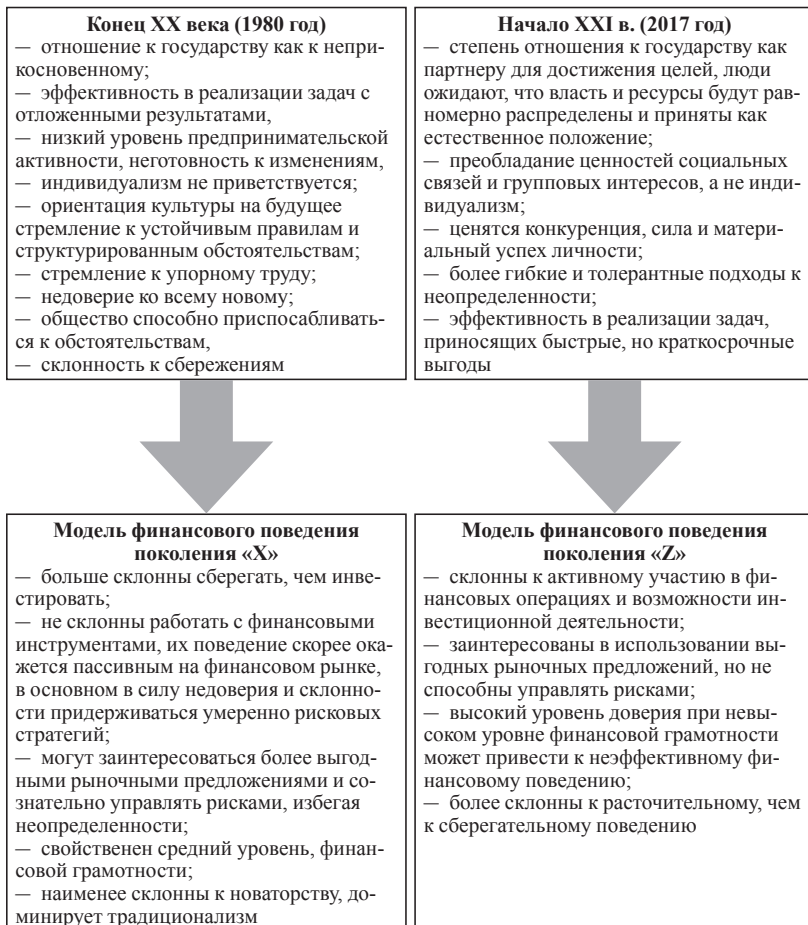 Конец XX века (1980 год)
— отношение к государству как к непри-
косновенному;
— эффективность в реализации задач с
отложенными результатами,
— низкий уровень предпринимательской
активности, неготовность к изменениям,
— индивидуализм не приветствуется;
— ориентация культуры на будущее
стремление к устойчивым правилам и
структурированным обстоятельствам;
— стремление к упорному труду;
— недоверие ко всему новому;
— общество способно приспосабливать-
ся к обстоятельствам,
— склонность к сбережениям
Начало XXI в. (2017 год)
— степень отношения к государству как
партнеру для достижения целей, люди
ожидают, что власть и ресурсы будут рав-
номерно распределены и приняты как
естественное положение;
— преобладание ценностей социальных
связей и групповых интересов, а не инди-
видуализм;
— ценятся конкуренция, сила и матери-
альный успех личности;
— более гибкие и толерантные подходы к
неопределенности;
— эффективность в реализации задач,
приносящих быстрые, но краткосрочные
выгоды
Модель финансового поведения
поколения «X»
— больше склонны сберегать, чем инве-
стировать;
— не склонны работать с финансовыми
инструментами, их поведение скорее ока-
жется пассивным на финансовом рынке,
в основном в силу недоверия и склонно-
сти придерживаться умеренно рисковых
стратегий;
— могут заинтересоваться более выгод-
ными рыночными предложениями и со-
знательно управлять рисками, избегая
неопределенности;
— свойственен средний уровень, финан-
совой грамотности;
— наименее склонны к новаторству, до-
минирует традиционализм
Модель финансового поведения
поколения «Z»
— склонны к активному участию в фи-
нансовых операциях и возможности ин-
вестиционной деятельности;
— заинтересованы в использовании вы-
годных рыночных предложений, но не
способны управлять рисками;
— высокий уровень доверия при невы-
соком уровне финансовой грамотности
может привести к неэффективному фи-
нансовому поведению;
— более склонны к расточительному, чем
к сберегательному поведению